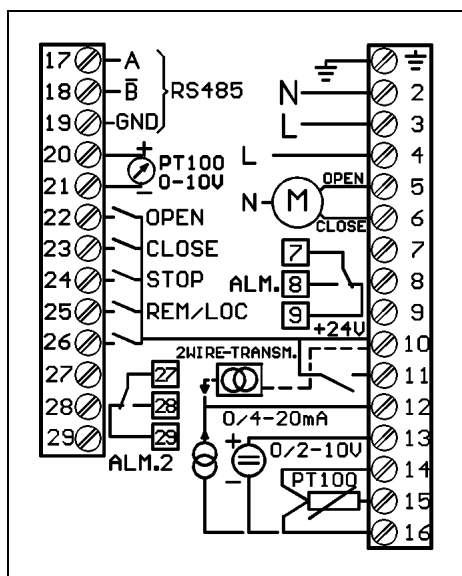 17 A
18 B̅
19 GND
RS485
20 +
21 −
PT100
0-10V
22 OPEN
23 CLOSE
24 STOP
25 REM/LOC
26
27
28
29
27
28
29
ALM.2
2
3
4
5
6
7
8
9
10
11
12
13
14
15
16
N
L
L
N
M
OPEN
CLOSE
7
8
9
ALM.
+24V
2WIRE-TRANSM.
0/4-20mA
+
0/2-10V
−
PT100